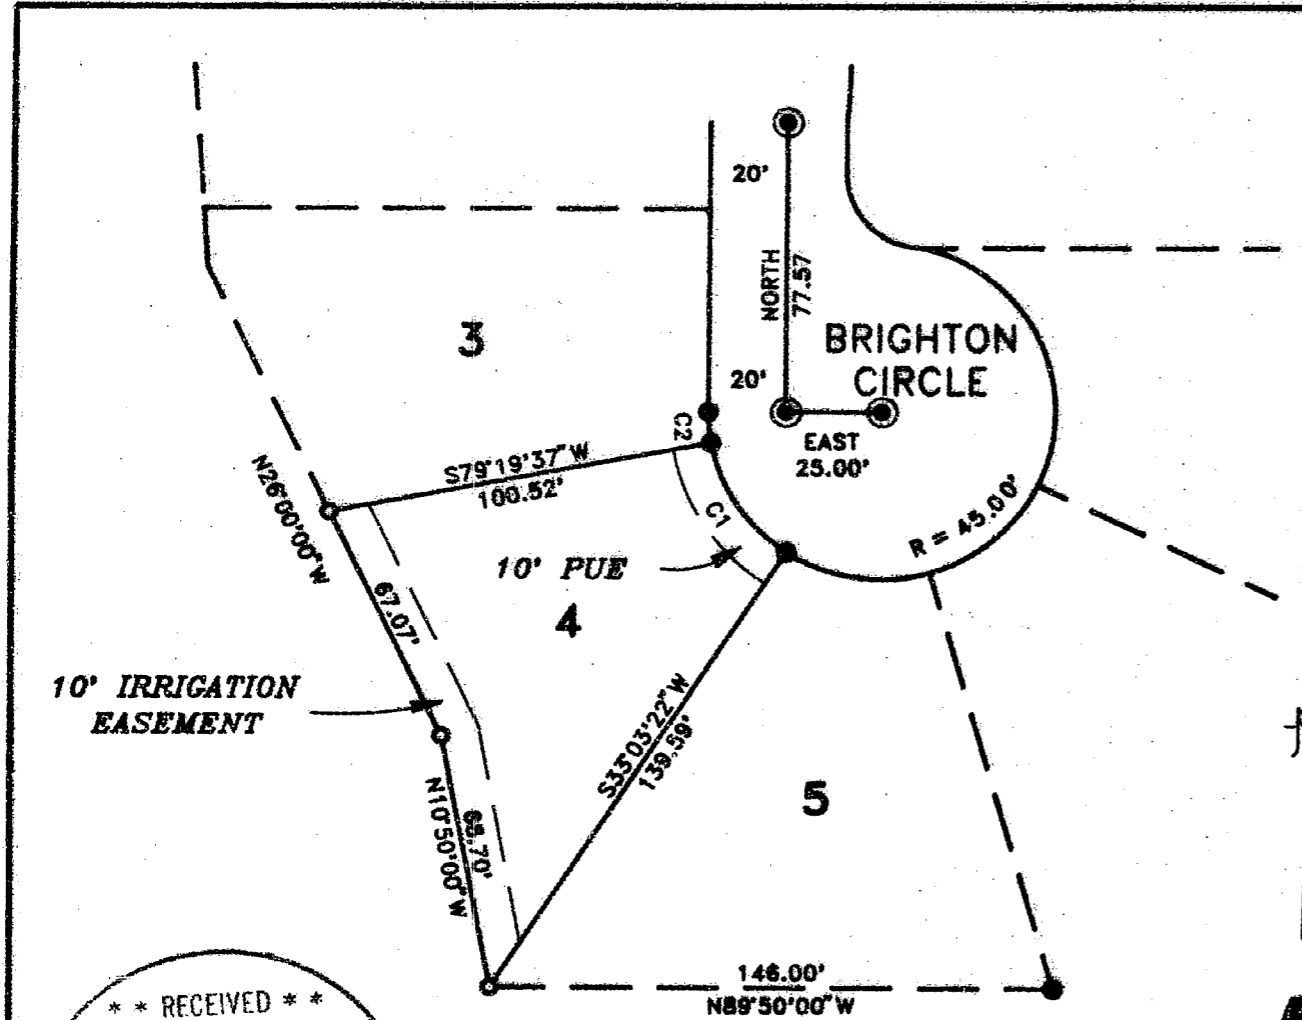 20'
NORTH
77.57
3
BRIGHTON
CIRCLE
20'
C2
EAST
25.00'
S79°19'37"W
100.52'
N26°00'00"W
C1
R = 45.00'
10' PUE
4
67.07'
10' IRRIGATION
EASEMENT
S33°03'22"W
139.59'
5
N10°50'00"W
146.00'
N89°50'00"W
* * RECEIVED * *